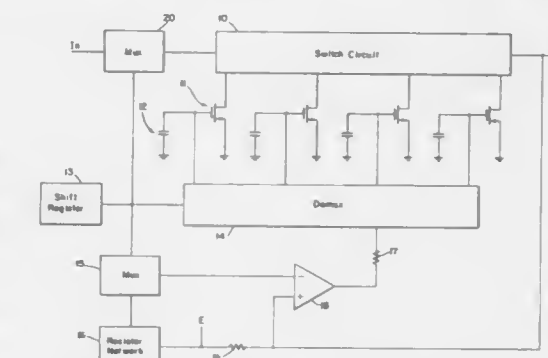 20
10
In
Mux
Switch Circuit
11
12
13
Shift
Register
Demux
14
17
15
Mux
18
16
E
Resistor
Network